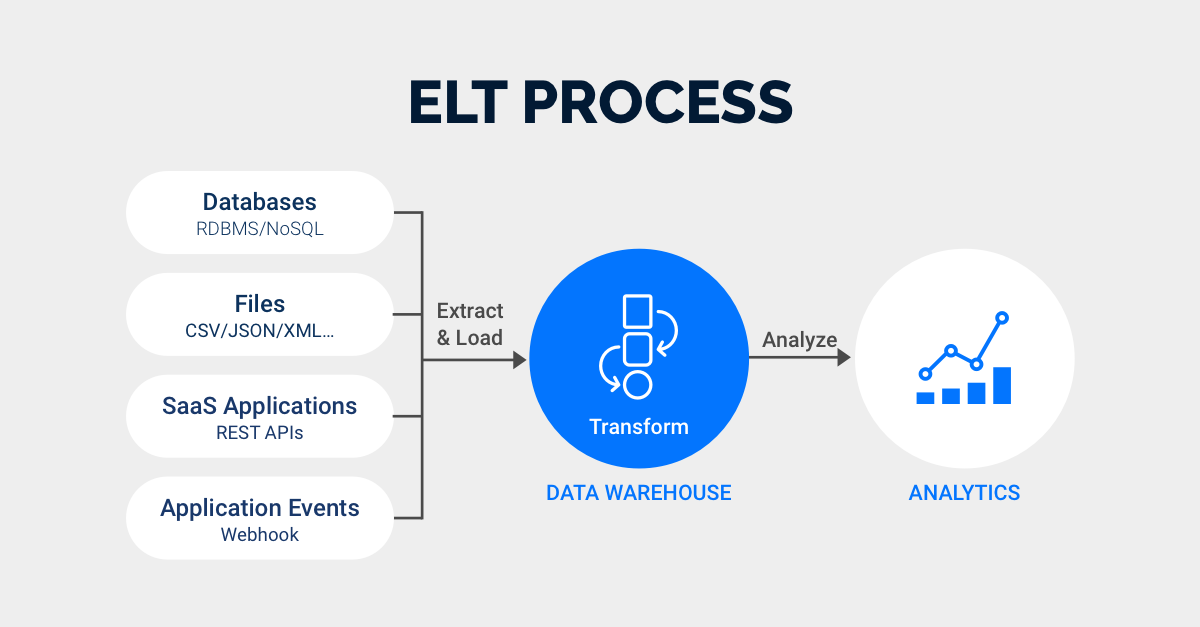 ELT PROCESS
Databases
RDBMS/NoSQL
Files
CSV/JSON/XML...
SaaS Applications
REST APIs
Application Events
Webhook
Extract
& Load
Transform
DATA WAREHOUSE
Analyze
ANALYTICS